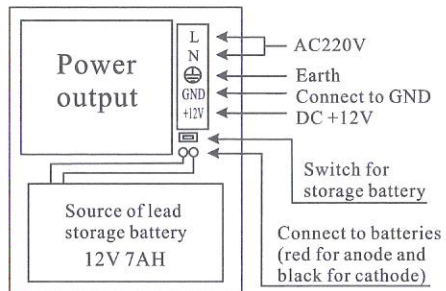 Power
output
L
N
GND
+12V
AC220V
Earth
Connect to GND
DC +12V
Switch for
storage battery
Source of lead
storage battery
12V 7AH
Connect to batteries
(red for anode and
black for cathode)